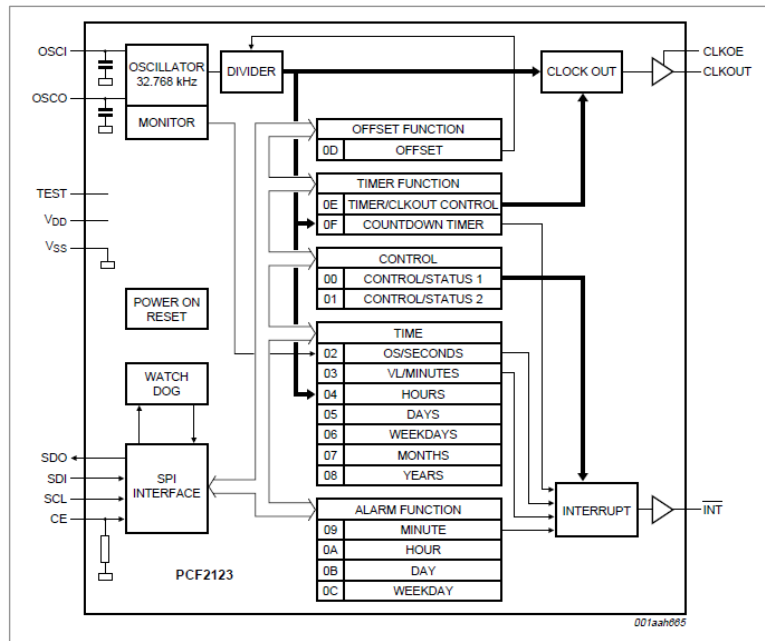 OSCI
OSCO
OSCILLATOR
32.768 kHz
MONITOR
DIVIDER
CLOCK OUT
CLKOE
CLKOUT
OFFSET FUNCTION
0D OFFSET
TIMER FUNCTION
0E TIMER/CLKOUT CONTROL
0F COUNTDOWN TIMER
TEST
VDD
VSS
CONTROL
00 CONTROL/STATUS 1
01 CONTROL/STATUS 2
POWER ON
RESET
TIME
02 OS/SECONDS
03 VL/MINUTES
04 HOURS
05 DAYS
06 WEEKDAYS
07 MONTHS
08 YEARS
WATCH
DOG
SDO
SDI
SCL
CE
SPI
INTERFACE
ALARM FUNCTION
09 MINUTE
0A HOUR
0B DAY
0C WEEKDAY
INTERRUPT
INT
PCF2123
001aah665